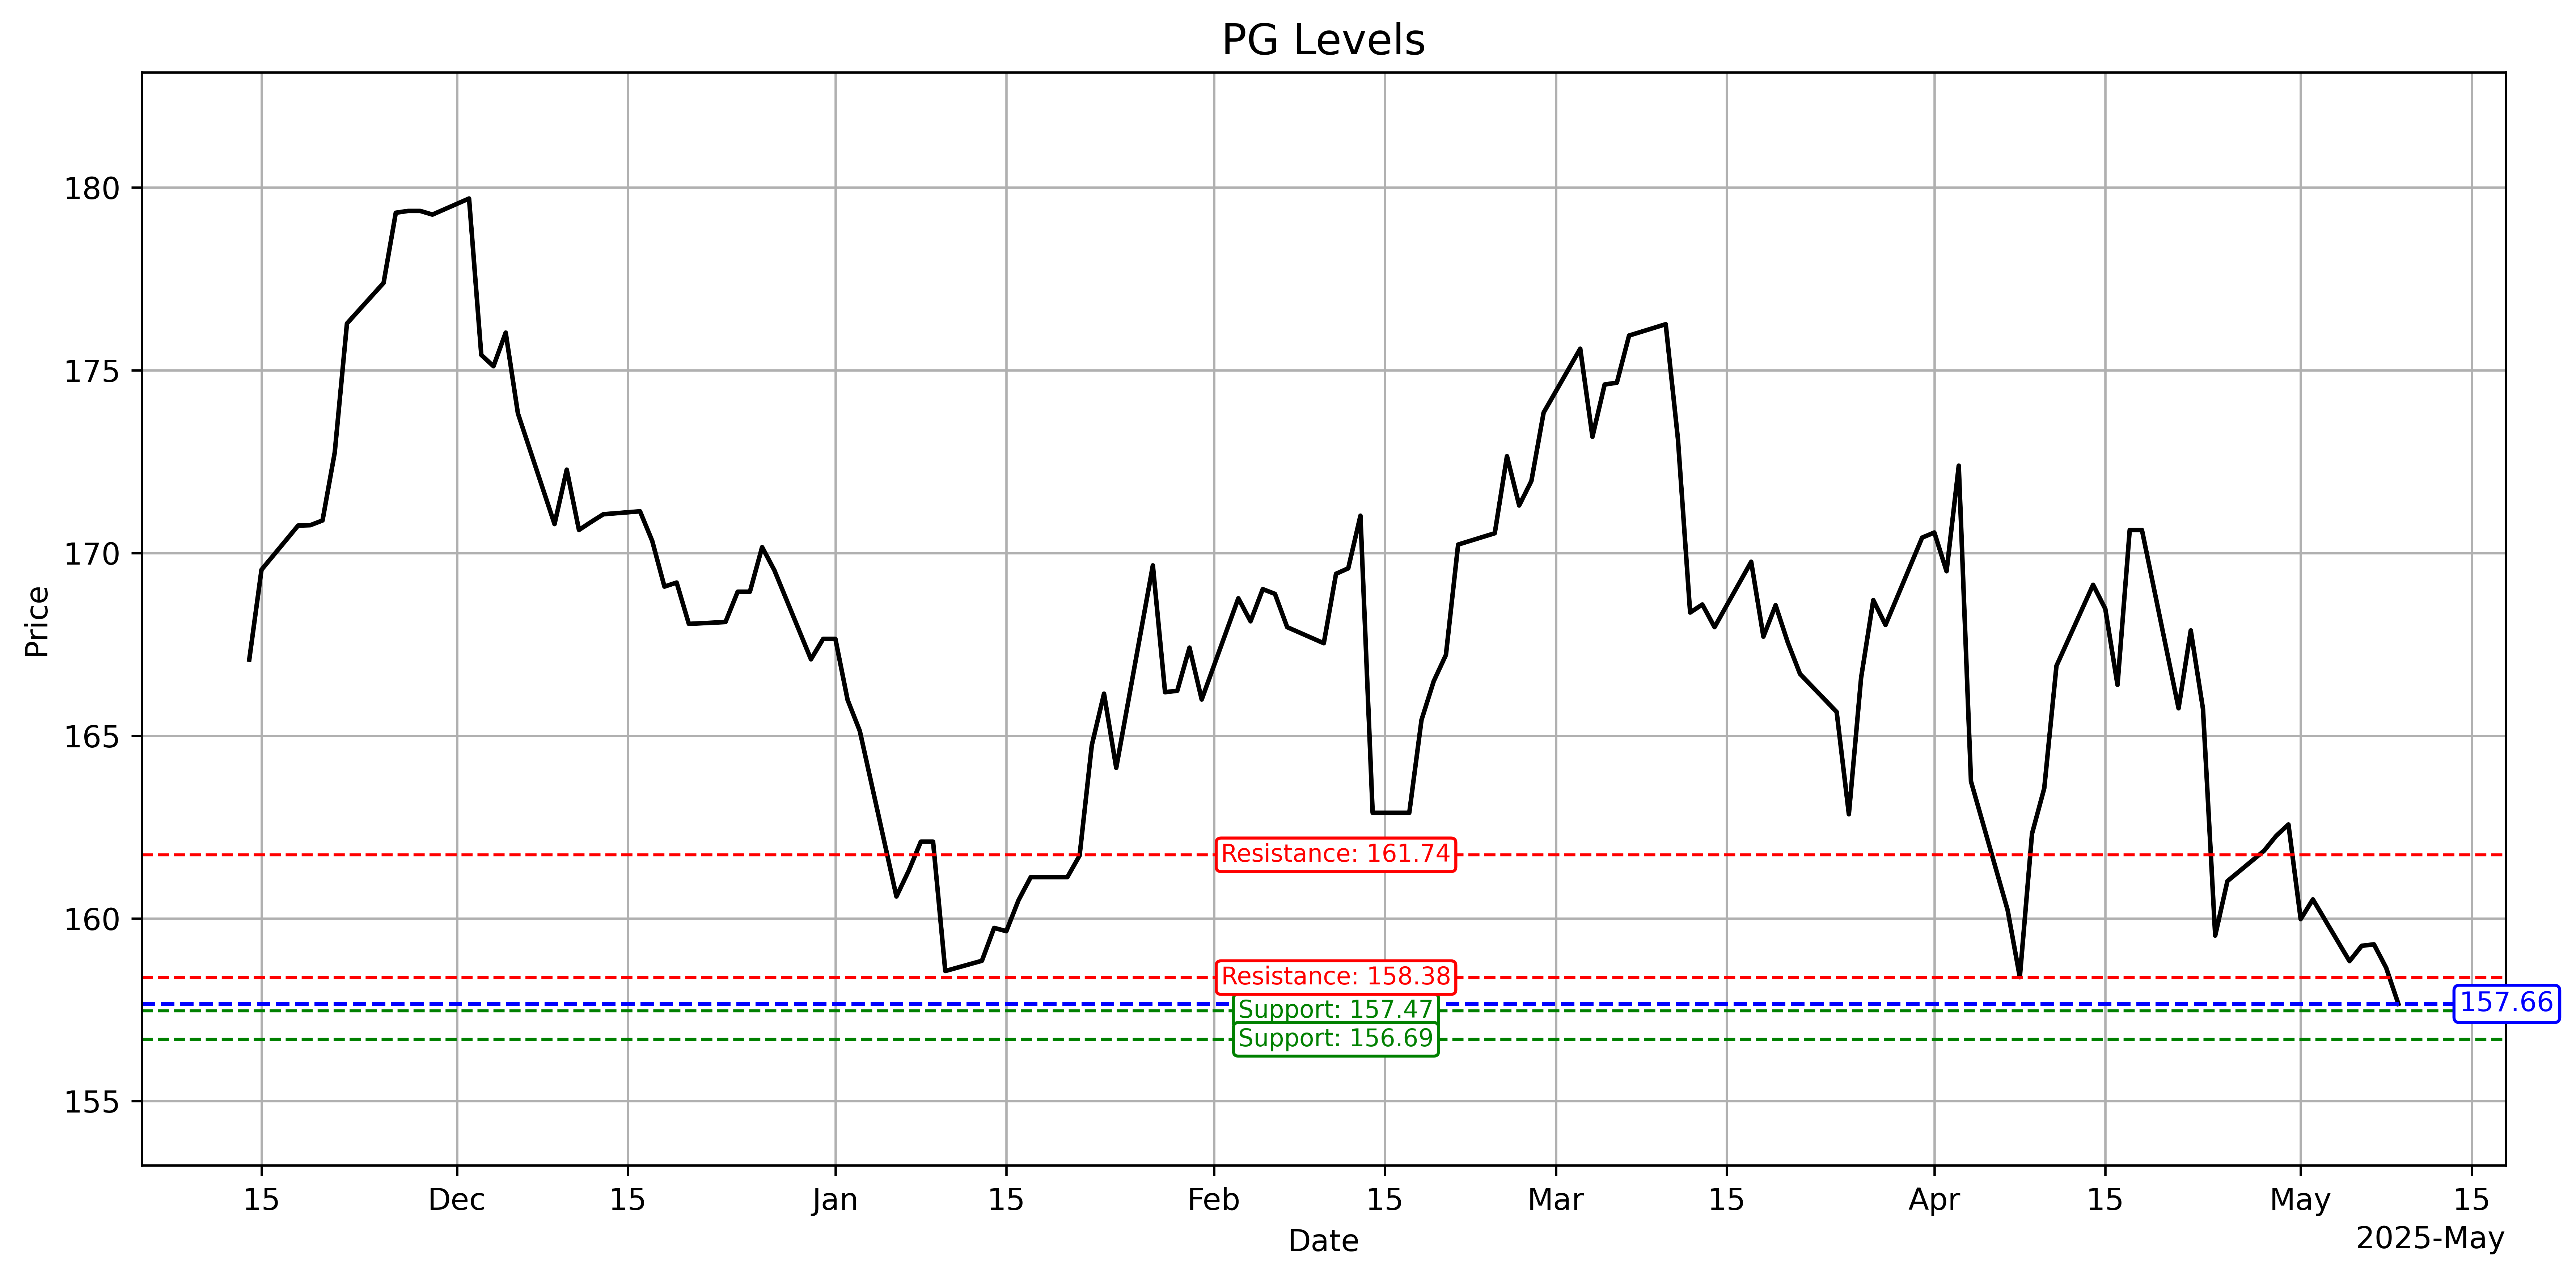 PG Levels
Price
180
175
170
165
160
155
Resistance: 161.74
Resistance: 158.38
Support: 157.47
Support: 156.69
157.66
15 Dec 15 Jan 15 Feb 15 Mar 15 Apr 15 May 15
Date
2025-May